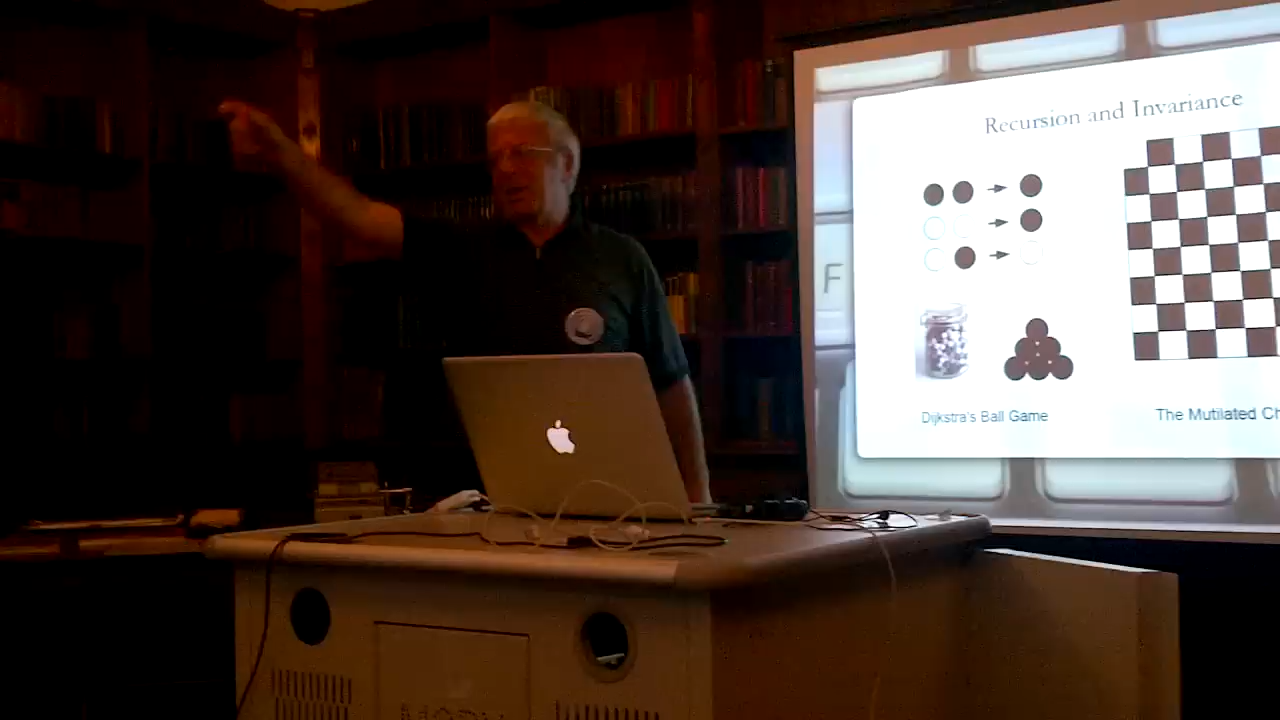 Recursion and Invariance
F
Dijkstra's Ball Game
The Mutilated Ch